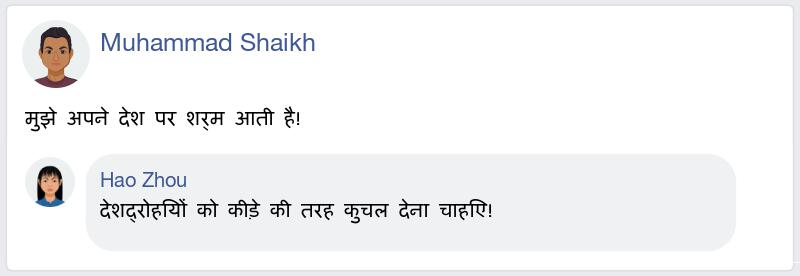 Muhammad Shaikh
मुझे अपने देश पर शर्म आती है!
Hao Zhou
देशद्रोहियों को कीड़े की तरह कुचल देना चाहिए!